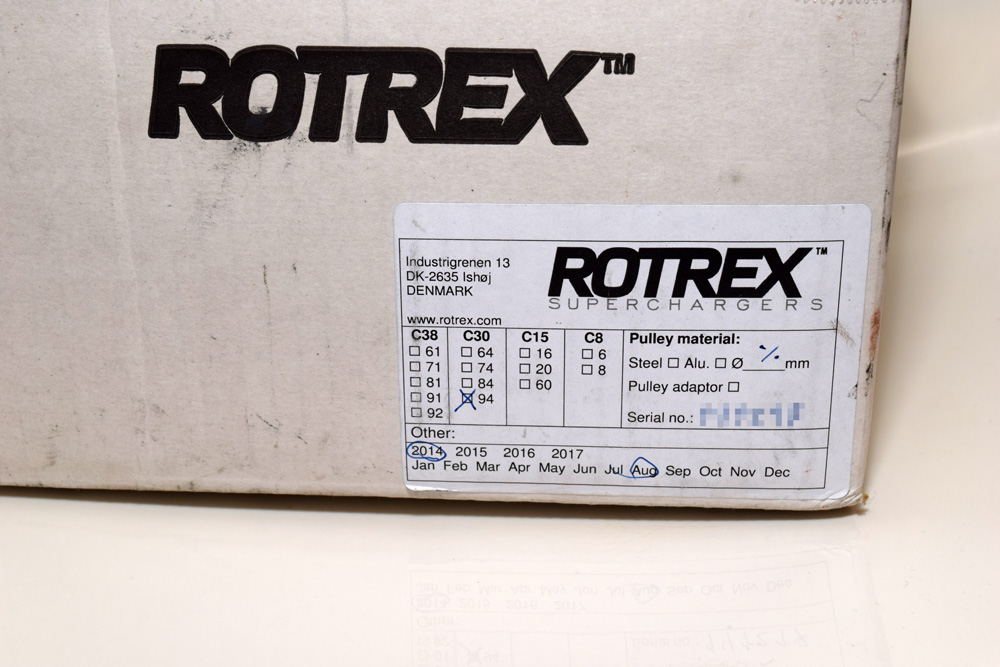 ROTREX™
Industrigrenen 13
DK-2635 Ishøj
DENMARK
www.rotrex.com
ROTREX™
SUPERCHARGERS
C38
☐ 61
☐ 71
☐ 81
☐ 91
☐ 92
C30
☐ 64
☐ 74
☐ 84
☒ 94
C15
☐ 16
☐ 20
☐ 60
C8
☐ 6
☐ 8
Pulley material:
Steel ☐ Alu. ☐ Ø ⁒ mm
Pulley adaptor ☐
Serial no.:
Other:
2014 2015 2016 2017
Jan Feb Mar Apr May Jun Jul Aug Sep Oct Nov Dec